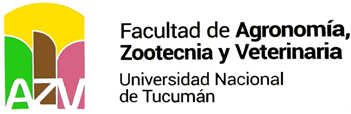 Facultad de Agronomía,
Zootecnia y Veterinaria
Universidad Nacional
de Tucumán
AZV